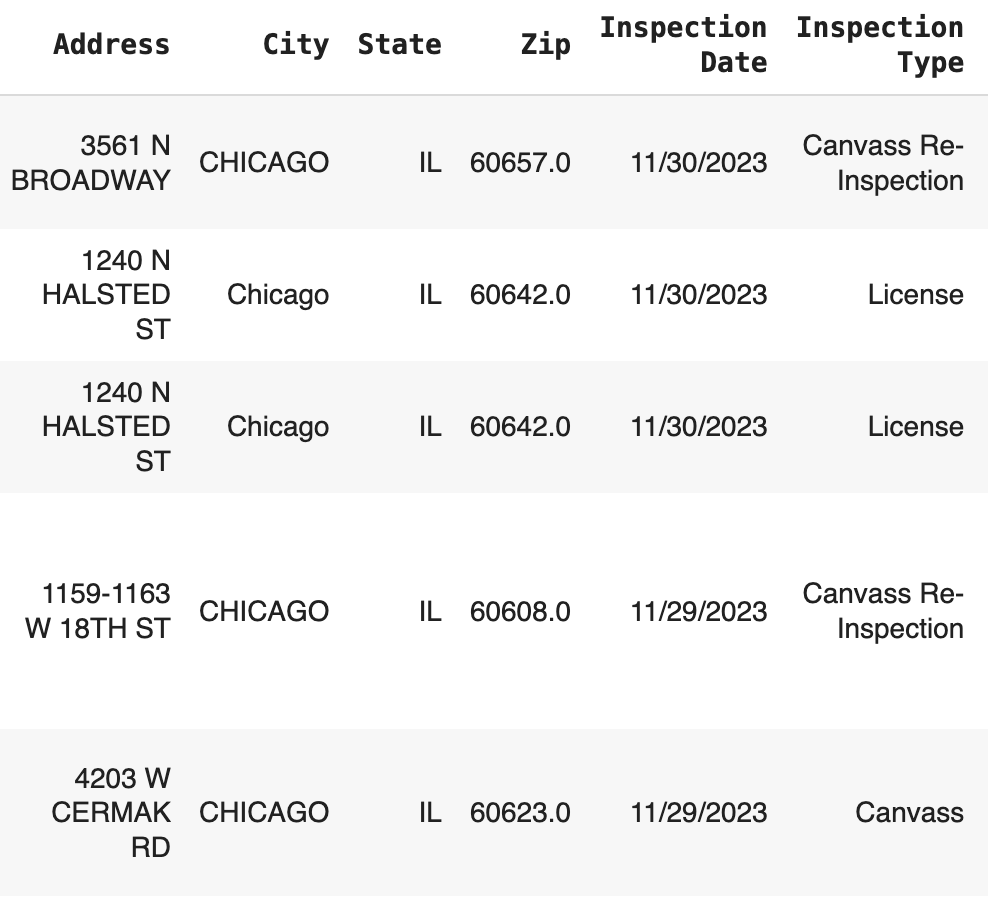 Address City State Zip Inspection Date Inspection Type
3561 N BROADWAY CHICAGO IL 60657.0 11/30/2023 Canvass Re-Inspection
1240 N HALSTED ST Chicago IL 60642.0 11/30/2023 License
1240 N HALSTED ST Chicago IL 60642.0 11/30/2023 License
1159-1163 W 18TH ST CHICAGO IL 60608.0 11/29/2023 Canvass Re-Inspection
4203 W CERMAK RD CHICAGO IL 60623.0 11/29/2023 Canvass